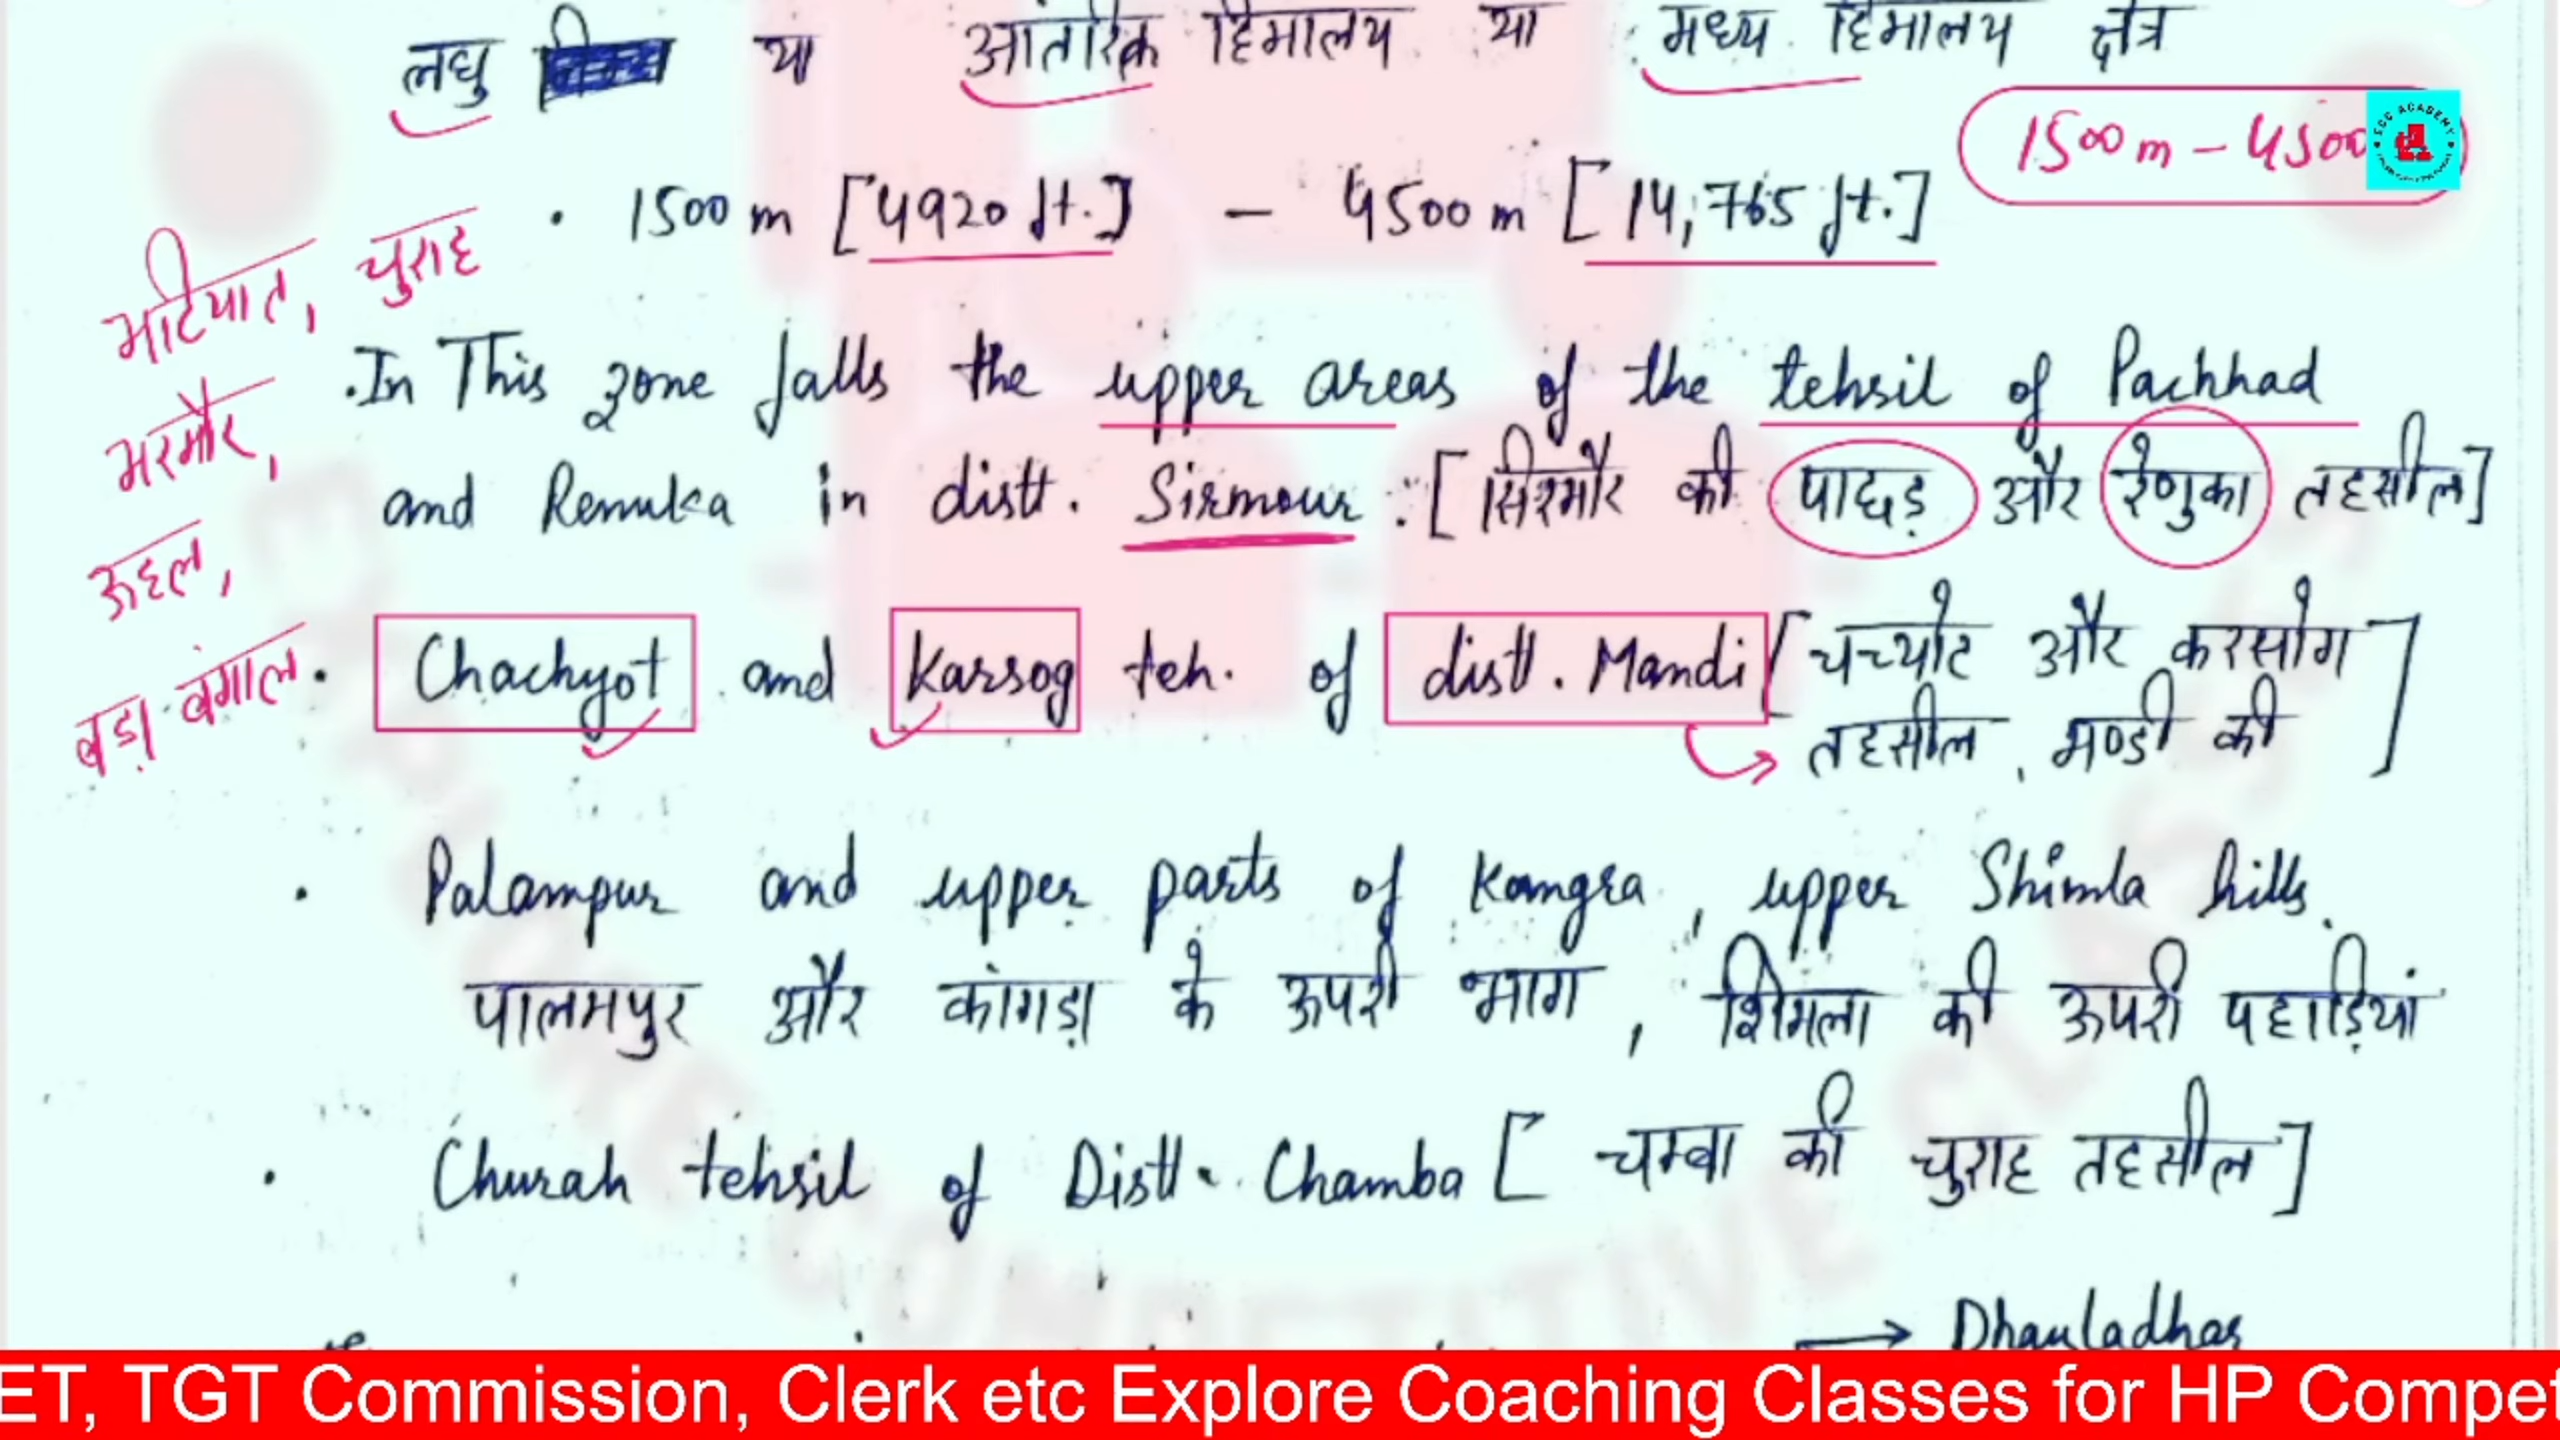 लघु या आंतरिक हिमालय या मध्य हिमालय क्षेत्र
1500 m - 4500
• 1500 m [4920 ft.] - 4500 m [14,765 ft.]
भटियात, चुराह
भरमौर,
ऊहल,
बड़ा बंगाल
.In This zone falls the upper areas of the tehsil of Pachhad
and Renuka in distt. Sirmour :[सिरमौर की पाछड़ और रेणुका तहसील]
• Chachyot and Karsog teh. of distt. Mandi [चच्योट और करसोग
तहसील, मण्डी की]
• Palampur and upper parts of Kangra, upper Shimla hills.
पालमपुर और कांगड़ा के ऊपरी भाग, शिमला की ऊपरी पहाड़ियां
• Churah tehsil of Distt. Chamba [चम्बा की चुराह तहसील]
→ Dhauladhar
ET, TGT Commission, Clerk etc Explore Coaching Classes for HP Compet